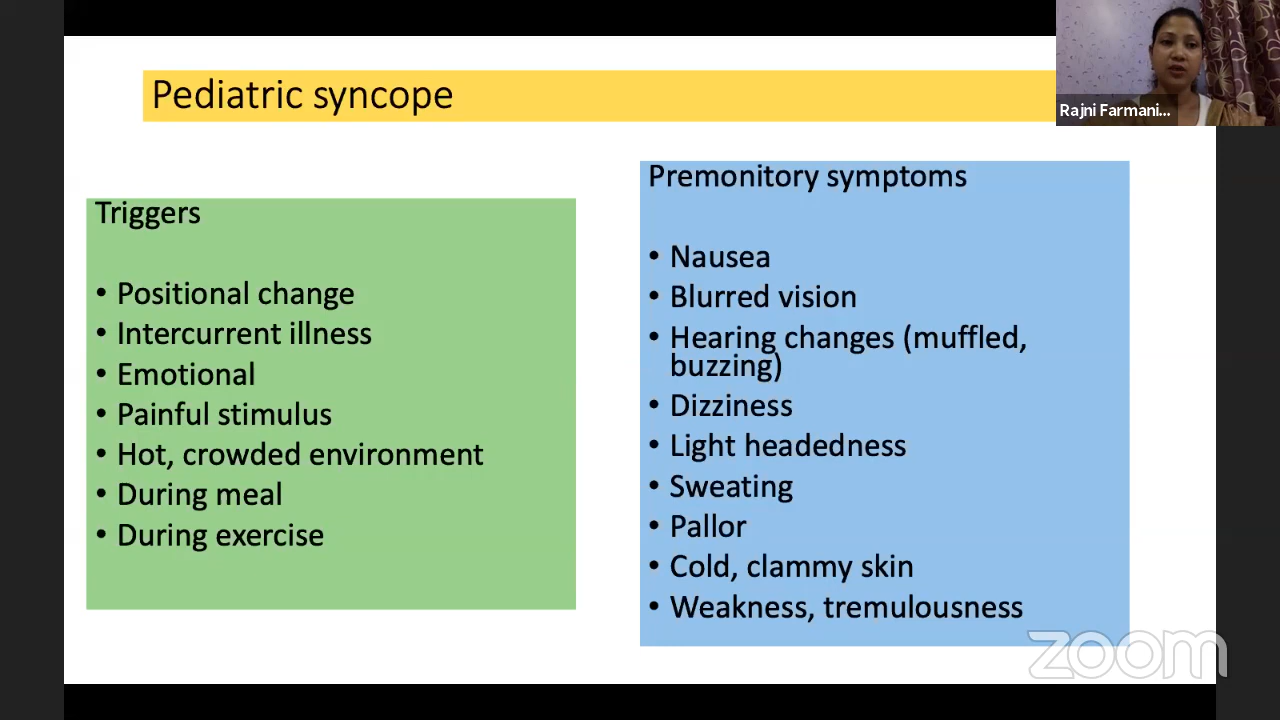 Pediatric syncope
Rajni Farmani...
Triggers
• Positional change
• Intercurrent illness
• Emotional
• Painful stimulus
• Hot, crowded environment
• During meal
• During exercise
Premonitory symptoms
• Nausea
• Blurred vision
• Hearing changes (muffled,
buzzing)
• Dizziness
• Light headedness
• Sweating
• Pallor
• Cold, clammy skin
• Weakness, tremulousness
zoom